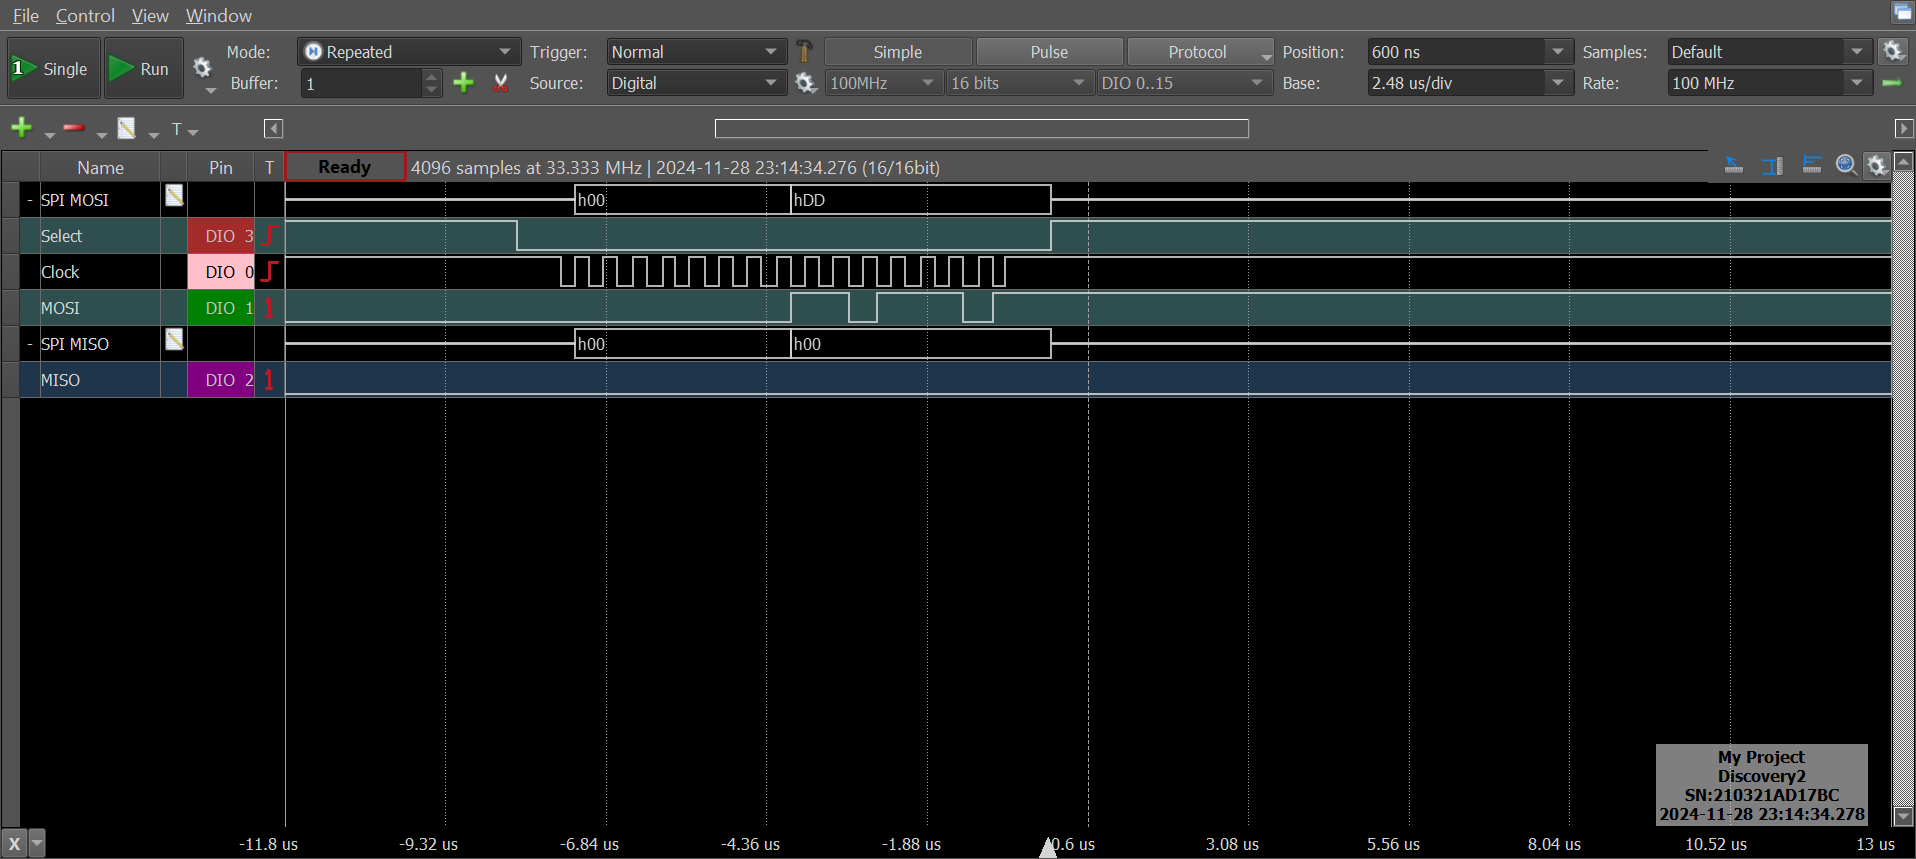 File Control View Window
1 Single Run Mode: Repeated Trigger: Normal Simple Pulse Protocol Position: 600 ns Samples: Default
Buffer: 1 Source: Digital 100MHz 16 bits DIO 0..15 Base: 2.48 us/div Rate: 100 MHz
T
Name Pin T Ready 4096 samples at 33.333 MHz | 2024-11-28 23:14:34.276 (16/16bit)
- SPI MOSI h00 hDD
Select DIO 3
Clock DIO 0
MOSI DIO 1
- SPI MISO h00 h00
MISO DIO 2
My Project
Discovery2
SN:210321AD17BC
2024-11-28 23:14:34.278
X -11.8 us -9.32 us -6.84 us -4.36 us -1.88 us 0.6 us 3.08 us 5.56 us 8.04 us 10.52 us 13 us